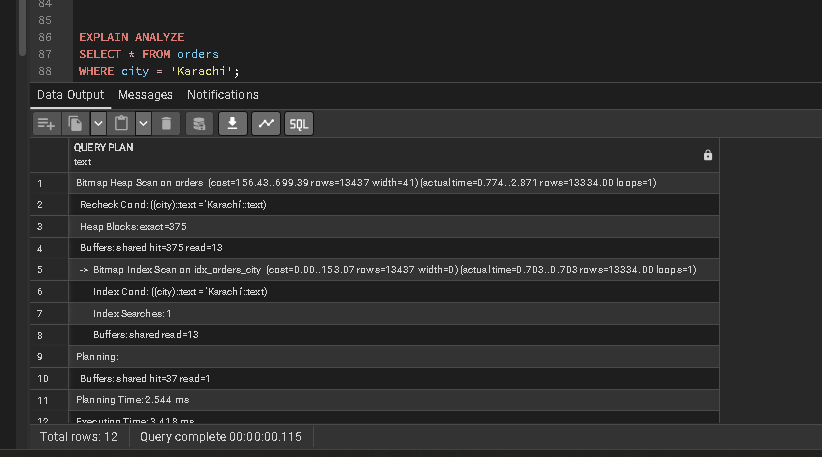 84
85
86 EXPLAIN ANALYZE
87 SELECT * FROM orders
88 WHERE city = 'Karachi';
Data Output Messages Notifications
SQL
QUERY PLAN
text
1 Bitmap Heap Scan on orders (cost=156.43..699.39 rows=13437 width=41) (actual time=0.774..2.871 rows=13334.00 loops=1)
2 Recheck Cond: ((city)::text = 'Karachi'::text)
3 Heap Blocks: exact=375
4 Buffers: shared hit=375 read=13
5 -> Bitmap Index Scan on idx_orders_city (cost=0.00..153.07 rows=13437 width=0) (actual time=0.703..0.703 rows=13334.00 loops=1)
6 Index Cond: ((city)::text = 'Karachi'::text)
7 Index Searches: 1
8 Buffers: shared read=13
9 Planning:
10 Buffers: shared hit=37 read=1
11 Planning Time: 2.544 ms
12 Execution Time: 3.418 ms
Total rows: 12 Query complete 00:00:00.115